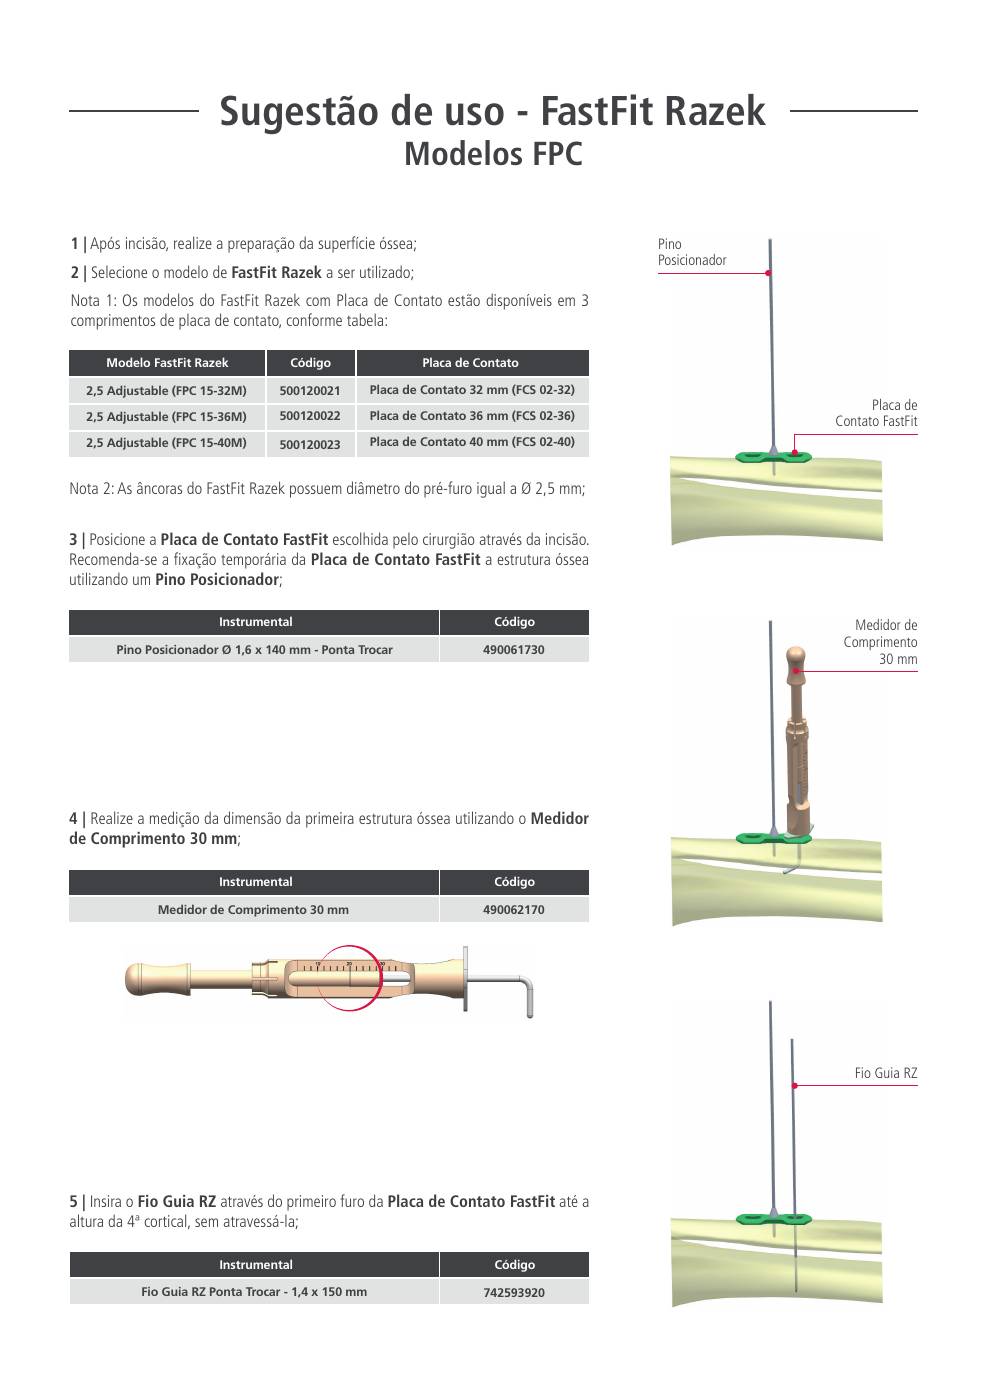 Sugestão de uso - FastFit Razek
Modelos FPC
1 | Após incisão, realize a preparação da superfície óssea;
2 | Selecione o modelo de FastFit Razek a ser utilizado;
Nota 1: Os modelos do FastFit Razek com Placa de Contato estão disponíveis em 3
comprimentos de placa de contato, conforme tabela:
Modelo FastFit Razek Código Placa de Contato
2,5 Adjustable (FPC 15-32M) 500120021 Placa de Contato 32 mm (FCS 02-32)
2,5 Adjustable (FPC 15-36M) 500120022 Placa de Contato 36 mm (FCS 02-36)
2,5 Adjustable (FPC 15-40M) 500120023 Placa de Contato 40 mm (FCS 02-40)
Nota 2: As âncoras do FastFit Razek possuem diâmetro do pré-furo igual a Ø 2,5 mm;
Pino
Posicionador
Placa de
Contato FastFit
3 | Posicione a Placa de Contato FastFit escolhida pelo cirurgião através da incisão.
Recomenda-se a fixação temporária da Placa de Contato FastFit a estrutura óssea
utilizando um Pino Posicionador;
Instrumental Código
Pino Posicionador Ø 1,6 x 140 mm - Ponta Trocar 490061730
Medidor de
Comprimento
30 mm
4 | Realize a medição da dimensão da primeira estrutura óssea utilizando o Medidor
de Comprimento 30 mm;
Instrumental Código
Medidor de Comprimento 30 mm 490062170
10 20 30
Fio Guia RZ
5 | Insira o Fio Guia RZ através do primeiro furo da Placa de Contato FastFit até a
altura da 4ª cortical, sem atravessá-la;
Instrumental Código
Fio Guia RZ Ponta Trocar - 1,4 x 150 mm 742593920